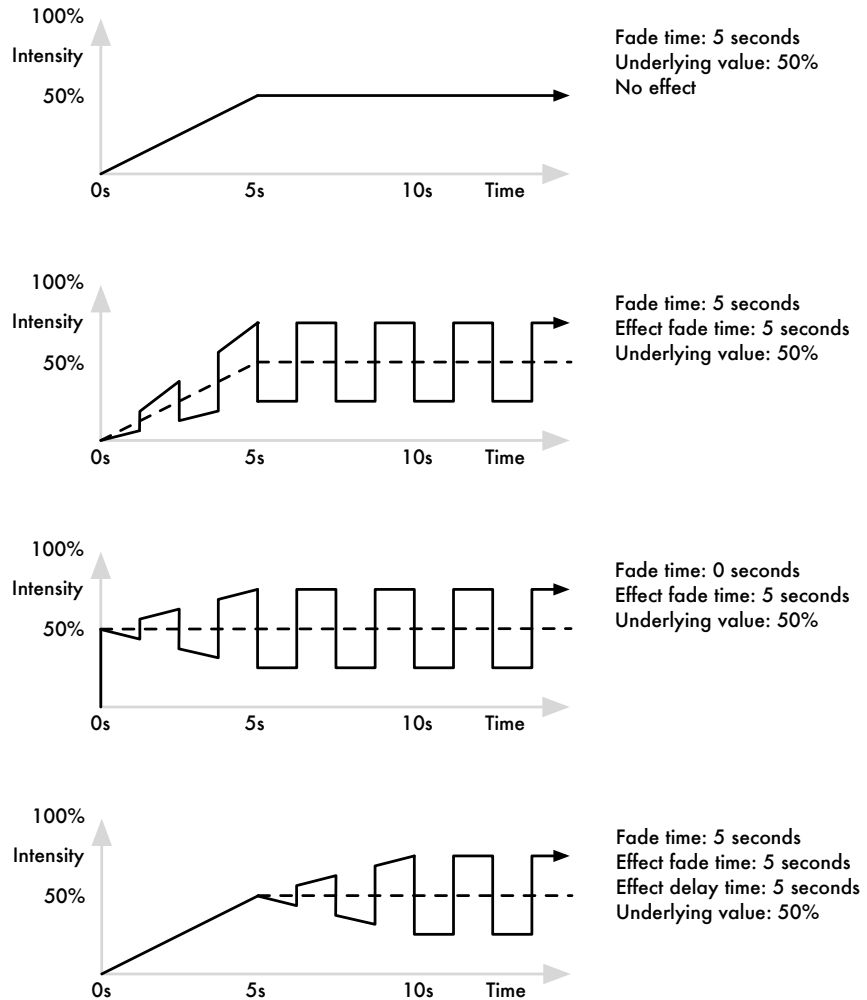 100%
Intensity
50%
0s 5s 10s Time
Fade time: 5 seconds
Underlying value: 50%
No effect
100%
Intensity
50%
0s 5s 10s Time
Fade time: 5 seconds
Effect fade time: 5 seconds
Underlying value: 50%
100%
Intensity
50%
0s 5s 10s Time
Fade time: 0 seconds
Effect fade time: 5 seconds
Underlying value: 50%
100%
Intensity
50%
0s 5s 10s Time
Fade time: 5 seconds
Effect fade time: 5 seconds
Effect delay time: 5 seconds
Underlying value: 50%